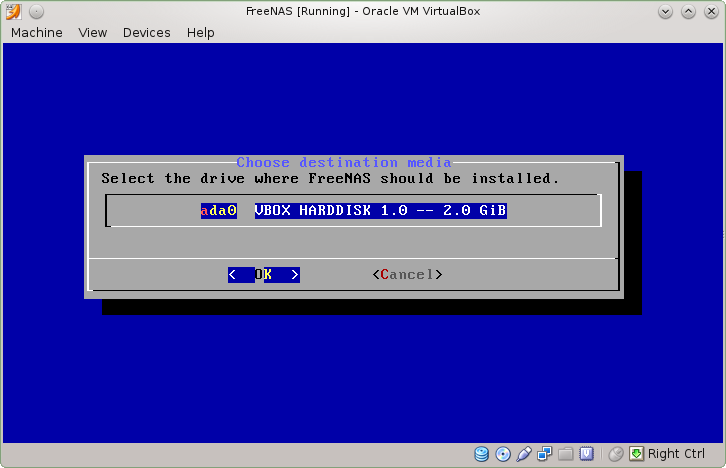 FreeNAS [Running] - Oracle VM VirtualBox
Machine View Devices Help
Choose destination media
Select the drive where FreeNAS should be installed.
ada0 VBOX HARDDISK 1.0 -- 2.0 GiB
< OK > <Cancel>
Right Ctrl